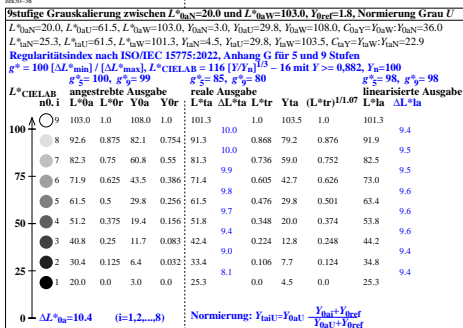 9stufige Grauskalierung zwischen L*0aN=20.0 und L*0aW=103.0, Y0ref=1.8, Normierung Grau U
L*0aN=20.0, L*0aU=61.5, L*0aW=103.0, Y0aN=3.0, Y0aU=29.8, Y0aW=108.0, C0aY=Y0aW:Y0aN=36.0
L*taN=25.3, L*taU=61.5, L*taW=101.3, YtaN=4.5, YtaU=29.8, YtaW=103.5, CtaY=YtaW:YtaN=22.9
Regularitätsindex nach ISO/IEC 15775:2022, Anhang G für 5 und 9 Stufen
g* = 100 [ΔL*min] / [ΔL*max], L*CIELAB = 116 [Y/Yn]1/3 − 16 mit Y >= 0,882, Yn=100
g*5= 100, g*9= 99 g*5= 85, g*9= 80 g*5= 98, g*9= 98
L*CIELAB angestrebte Ausgabe reale Ausgabe linearisierte Ausgabe
n0. i L*0a L*0r Y0a Y0r L*ta ΔL*ta L*tr Yta (L*tr)1/1.07 L*la ΔL*la
9 103.0 1.0 108.0 1.0 101.3 1.0 103.5 1.0 101.3
100
10.0 9.4
8 92.6 0.875 82.1 0.754 91.3 0.868 79.2 0.876 91.9
10.0 9.4
7 82.3 0.75 60.8 0.55 81.3 0.736 59.0 0.752 82.5
75
9.9 9.4
6 71.9 0.625 43.5 0.386 71.4 0.605 42.7 0.626 73.0
9.8 9.6
5 61.5 0.5 29.8 0.256 61.5 0.476 29.8 0.501 63.4
50
9.7 9.6
4 51.2 0.375 19.4 0.156 51.8 0.348 20.0 0.374 53.8
9.4 9.6
3 40.8 0.25 11.7 0.083 42.4 0.224 12.8 0.248 44.2
9.0 9.4
2 30.4 0.125 6.4 0.032 33.4 0.106 7.7 0.124 34.8
25
8.1 9.4
1 20.0 0.0 3.0 0.0 25.3 0.0 4.5 0.0 25.3
0 ΔL*0a=10.4 (i=1,2,...,8) Normierung: YtaiU=Y0aU Y0ai+Y0ref
Y0aU+Y0ref